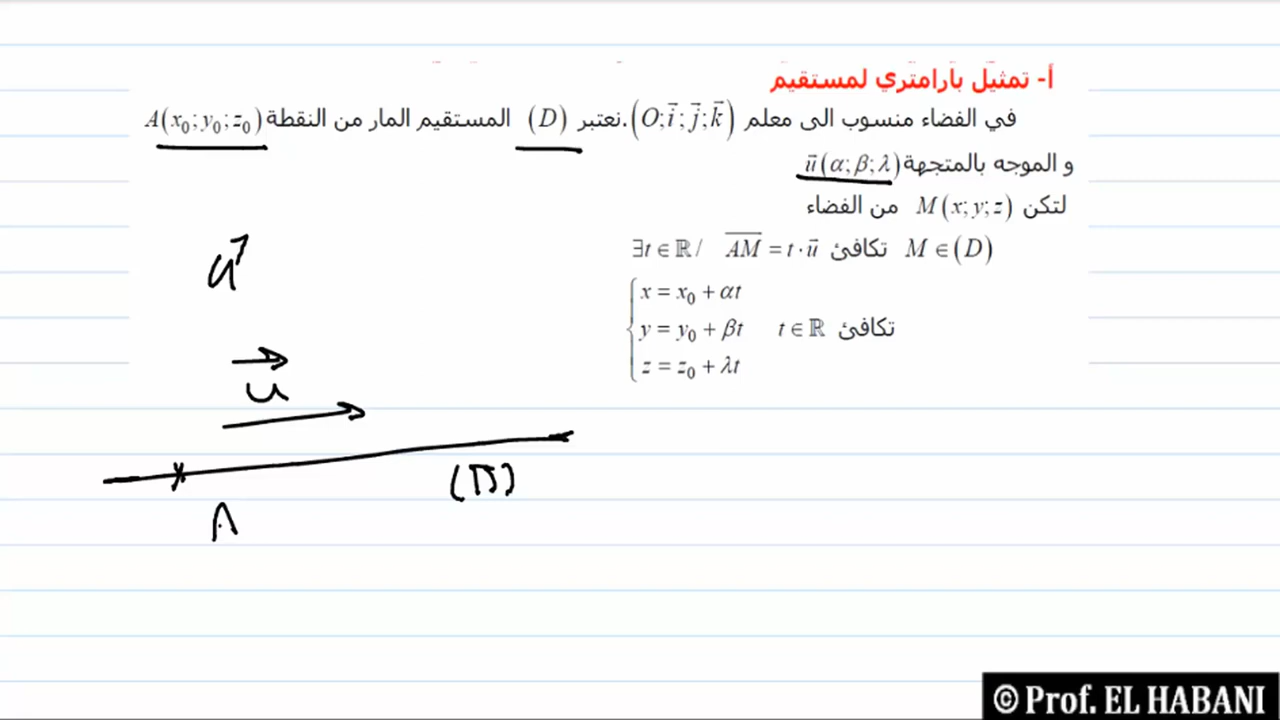 أ- تمثيل بارامتري لمستقيم
في الفضاء منسوب الى معلم (O;i⃗;j⃗;k⃗).نعتبر (D) المستقيم المار من النقطة A(x₀;y₀;z₀)
و الموجه بالمتجهة u⃗(α;β;λ)
لتكن M(x;y;z) من الفضاء
M∈(D) تكافئ ∃t∈ℝ/ A͞M͞ = t·u⃗
x = x₀ + αt
تكافئ y = y₀ + βt t∈ℝ
z = z₀ + λt
u⃗
u⃗
(D)
A
© Prof. EL HABANI